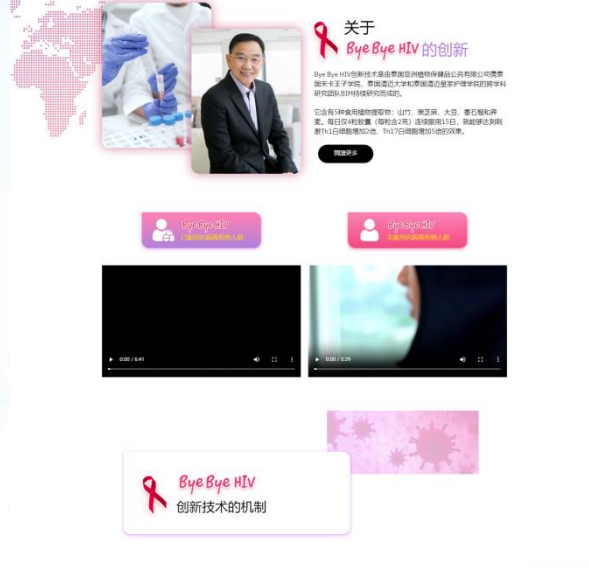 关于
Bye Bye HIV 的创新
Bye Bye HIV创新技术是由泰国亚洲植物保健品公共有限公司携泰
国宋卡王子学院、泰国清迈大学和泰国清迈皇家护理学院的跨学科
研究团队BIM持续研究而成的。
它含有5种食用植物提取物：山竹、黑芝麻、大豆、番石榴和荞
麦。每日仅4粒胶囊（每粒含2克）连续服用15日，就能够达到刺
激Th1白细胞增加2倍、Th17白细胞增加5倍的效果。
阅读更多
Bye Bye HIV
Bye Bye HIV
0:00 / 6:41
0:00 / 5:29
Bye Bye HIV
创新技术的机制